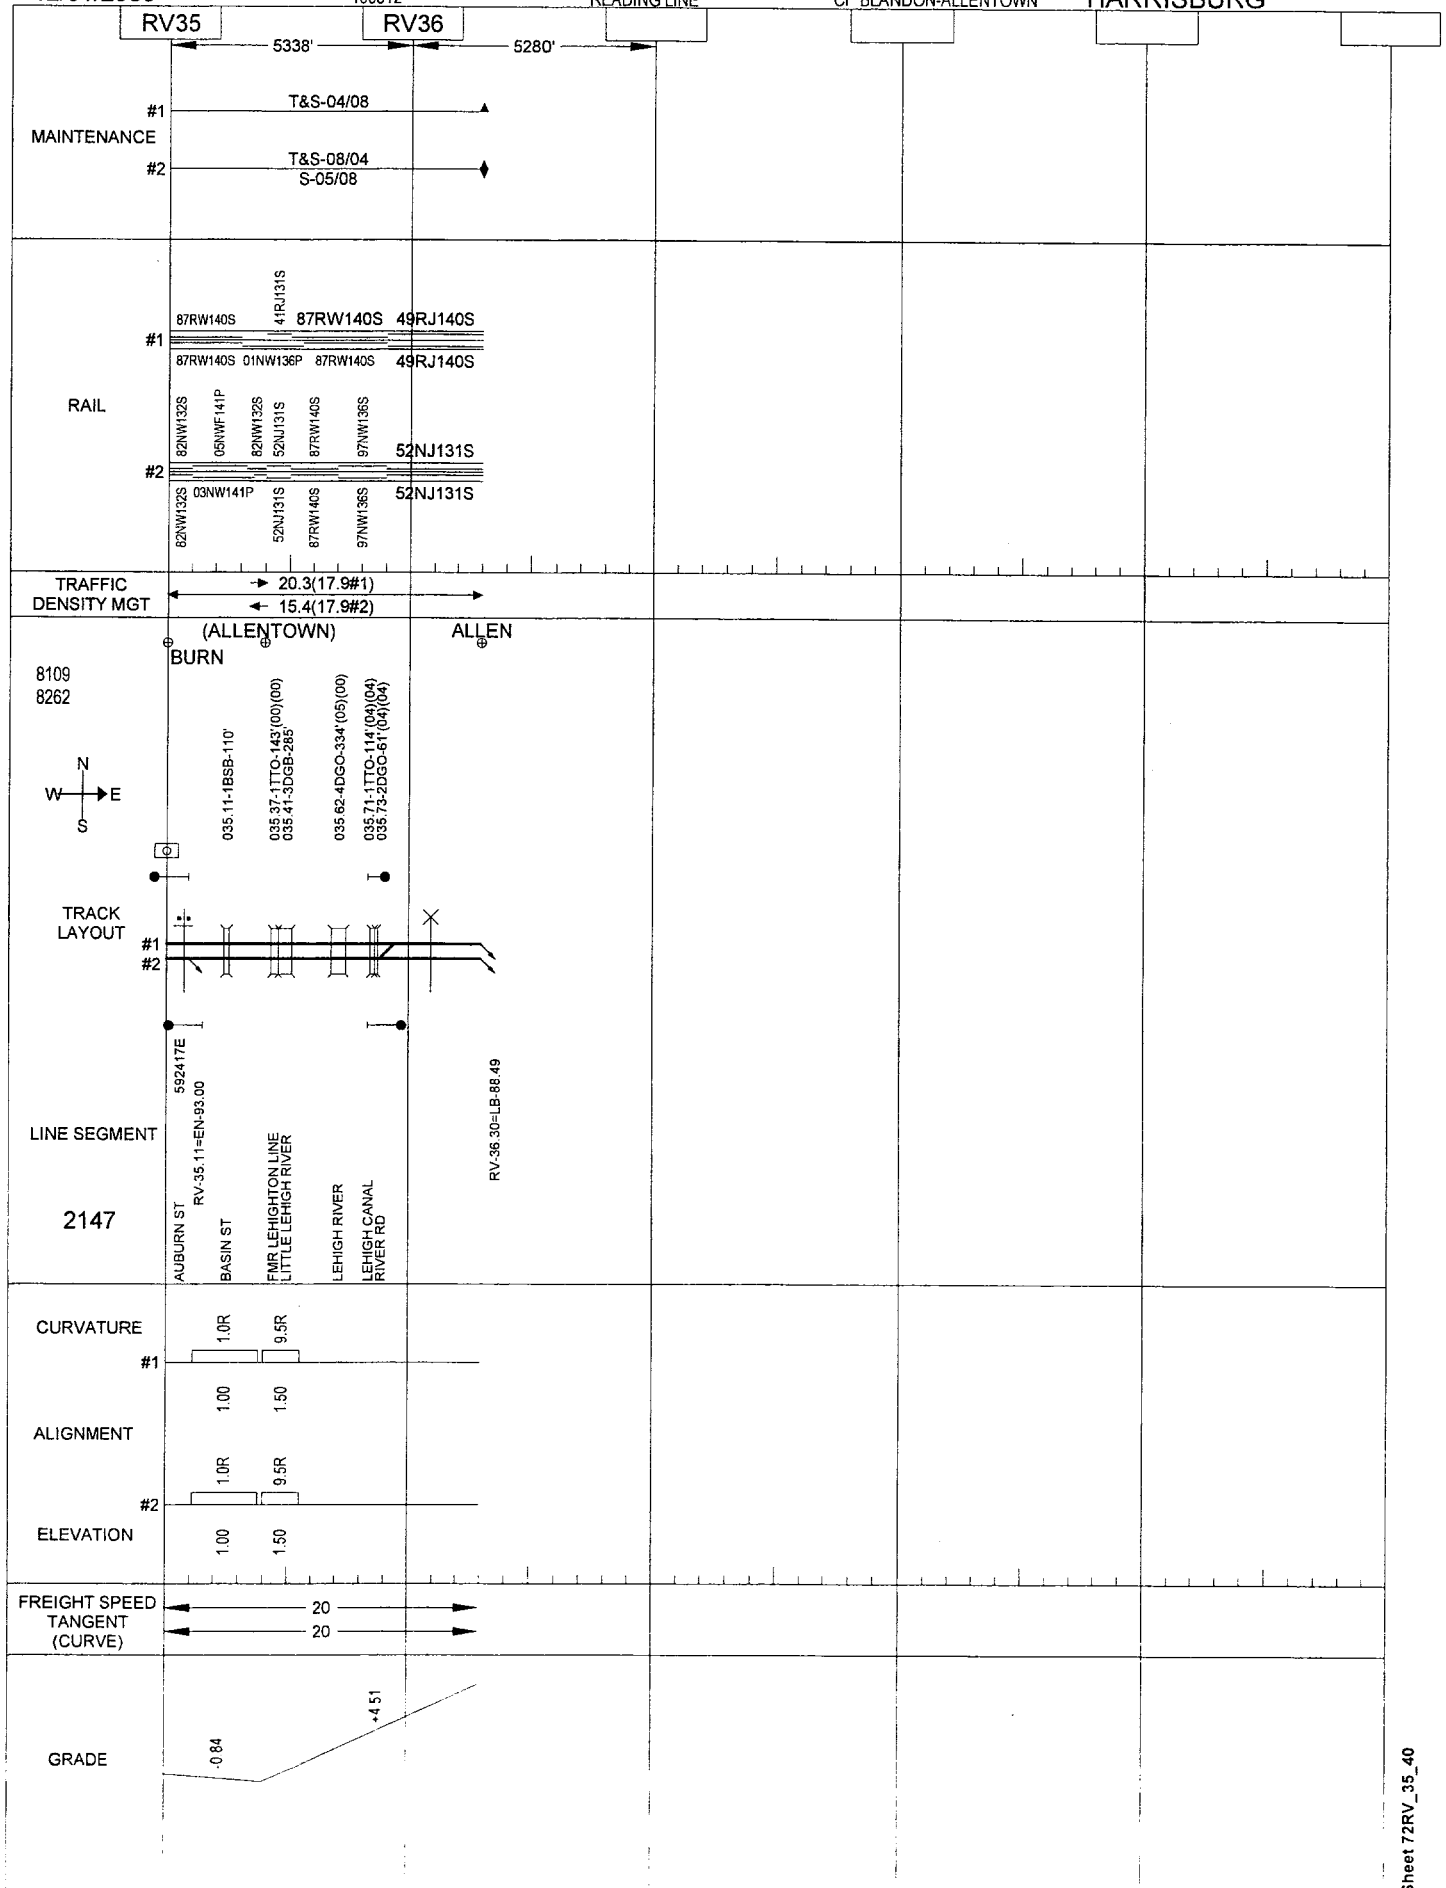 READING LINE CP BLANDON-ALLENTOWN HARRISBURG
RV35 RV36
5338' 5280'
MAINTENANCE
#1 T&S-04/08
#2 T&S-08/04
S-05/08
RAIL
87RW140S 41RJ131S 87RW140S 49RJ140S
#1
87RW140S 01NW136P 87RW140S 49RJ140S
82NW132S 05NWF141P 82NW132S 52NJ131S 87RW140S 97NW136S 52NJ131S
#2
82NW132S 03NW141P 52NJ131S 87RW140S 97NW136S 52NJ131S
TRAFFIC
DENSITY MGT
20.3(17.9#1)
15.4(17.9#2)
(ALLENTOWN) ALLEN
BURN
8109
8262
N
W E
S
035.11-1BSB-110'
035.37-1TTO-143'(00)(00)
035.41-3DGB-285'
035.62-4DGO-334'(05)(00)
035.71-1TTO-114'(04)(04)
035.73-2DGO-61'(04)(04)
TRACK
LAYOUT
#1
#2
LINE SEGMENT
2147
AUBURN ST 592417E
RV-35.11=EN-93.00
BASIN ST
FMR LEHIGHTON LINE
LITTLE LEHIGH RIVER
LEHIGH RIVER
LEHIGH CANAL
RIVER RD
RV-36.30=LB-88.49
CURVATURE
1.0R 9.5R
#1
1.00 1.50
ALIGNMENT
1.0R 9.5R
#2
ELEVATION
1.00 1.50
FREIGHT SPEED
TANGENT
(CURVE)
20
20
GRADE
-0.84
+4.51
Sheet 72RV_35_40